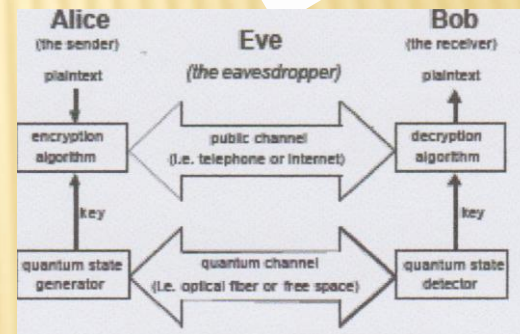 Alice
(the sender)
plaintext
Eve
(the eavesdropper)
Bob
(the receiver)
plaintext
encryption
algorithm
public channel
(i.e. telephone or internet)
decryption
algorithm
key
key
quantum state
generator
quantum channel
(i.e. optical fiber or free space)
quantum state
detector